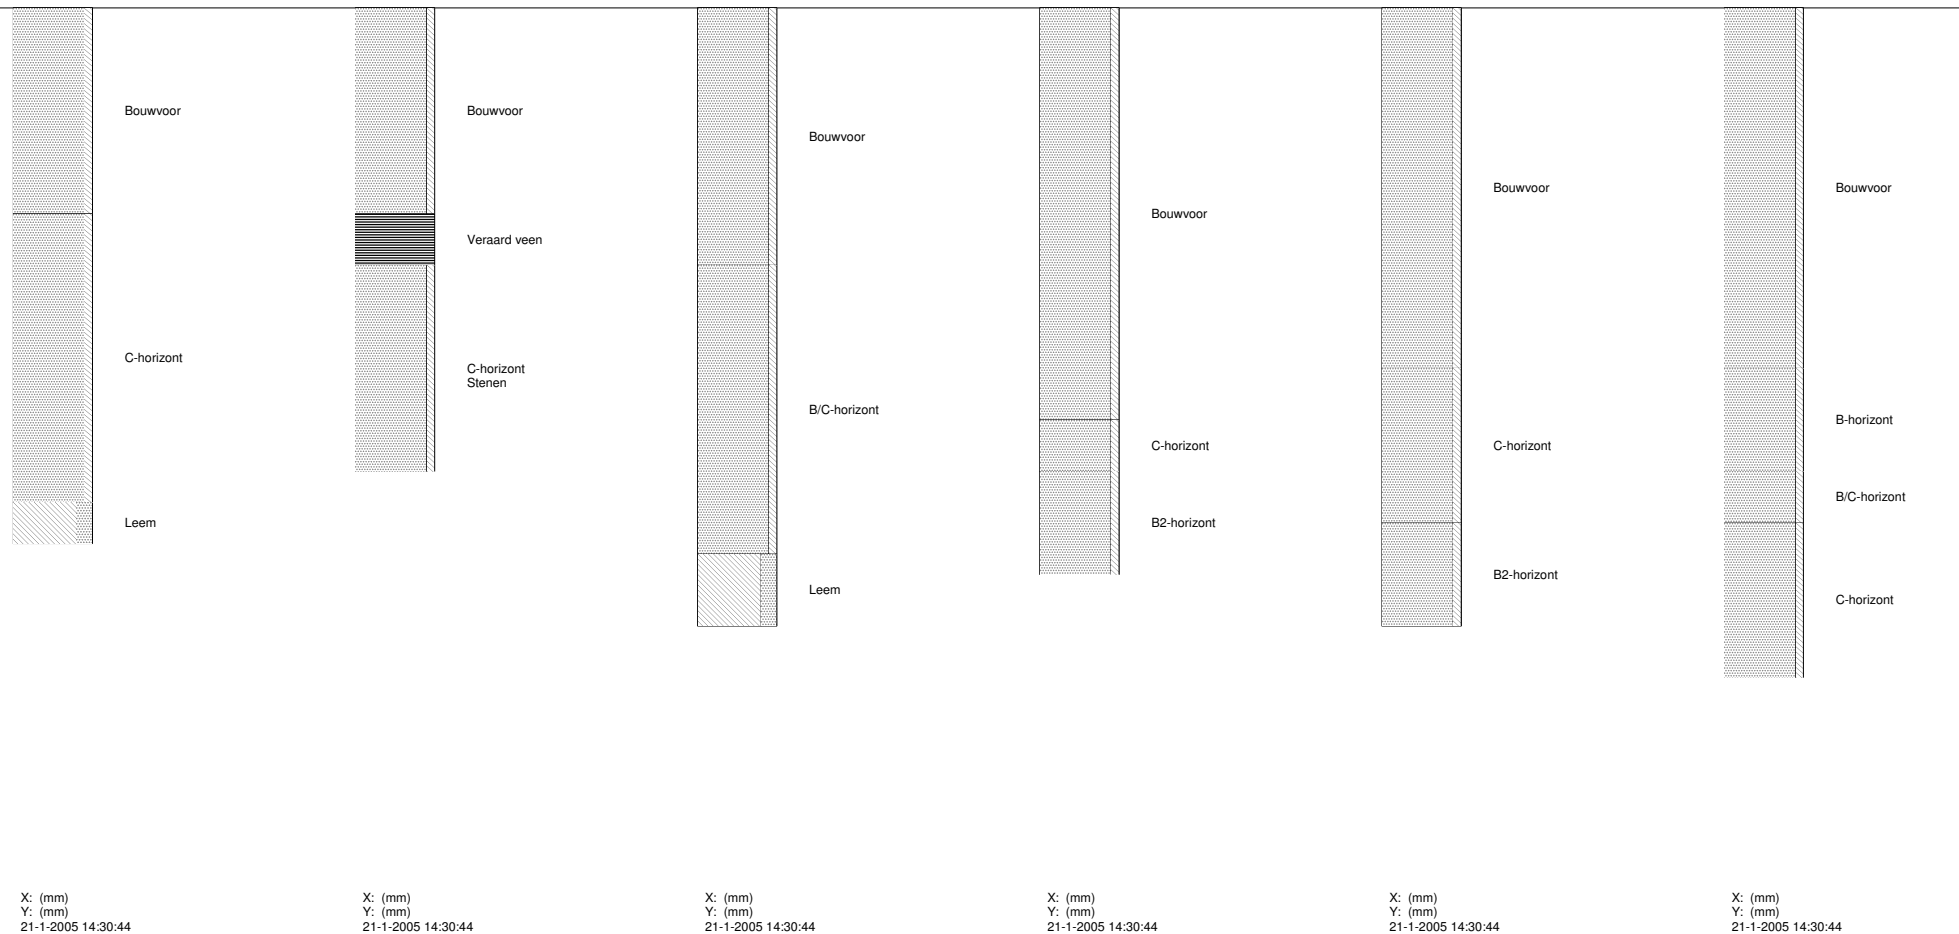 Bouwvoor
C-horizont
Leem
X: (mm)
Y: (mm)
21-1-2005 14:30:44
Bouwvoor
Veraard veen
C-horizont
Stenen
X: (mm)
Y: (mm)
21-1-2005 14:30:44
Bouwvoor
B/C-horizont
Leem
X: (mm)
Y: (mm)
21-1-2005 14:30:44
Bouwvoor
C-horizont
B2-horizont
X: (mm)
Y: (mm)
21-1-2005 14:30:44
Bouwvoor
C-horizont
B2-horizont
X: (mm)
Y: (mm)
21-1-2005 14:30:44
Bouwvoor
B-horizont
B/C-horizont
C-horizont
X: (mm)
Y: (mm)
21-1-2005 14:30:44